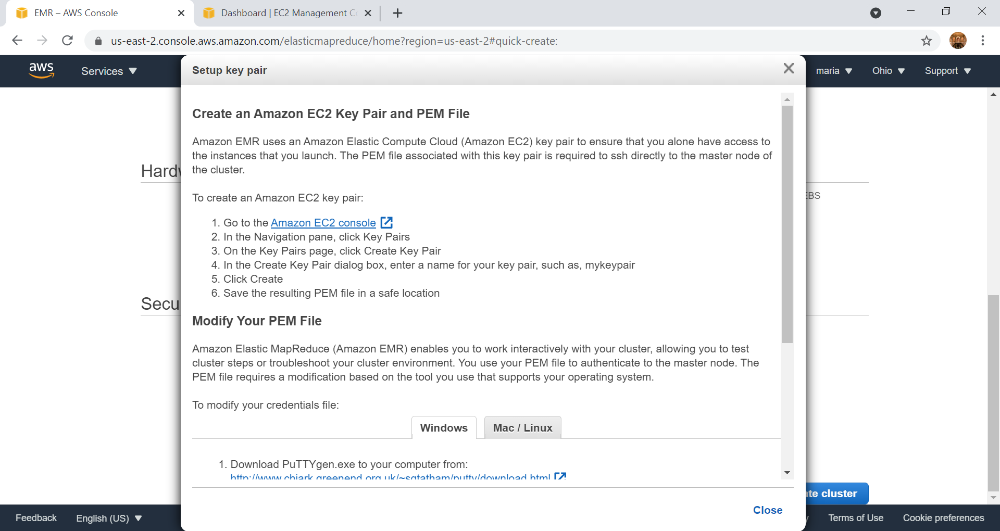 EMR – AWS Console
Dashboard | EC2 Management C
us-east-2.console.aws.amazon.com/elasticmapreduce/home?region=us-east-2#quick-create:
aws
Services
maria
Ohio
Support
Setup key pair
Create an Amazon EC2 Key Pair and PEM File
Amazon EMR uses an Amazon Elastic Compute Cloud (Amazon EC2) key pair to ensure that you alone have access to
the instances that you launch. The PEM file associated with this key pair is required to ssh directly to the master node of
the cluster.
Hard
EBS
To create an Amazon EC2 key pair:
1. Go to the Amazon EC2 console
2. In the Navigation pane, click Key Pairs
3. On the Key Pairs page, click Create Key Pair
4. In the Create Key Pair dialog box, enter a name for your key pair, such as, mykeypair
5. Click Create
6. Save the resulting PEM file in a safe location
Secu
Modify Your PEM File
Amazon Elastic MapReduce (Amazon EMR) enables you to work interactively with your cluster, allowing you to test
cluster steps or troubleshoot your cluster environment. You use your PEM file to authenticate to the master node. The
PEM file requires a modification based on the tool you use that supports your operating system.
To modify your credentials file:
Windows
Mac / Linux
1. Download PuTTYgen.exe to your computer from:
http://www.chiark.greenend.org.uk/~sgtatham/putty/download.html
ate cluster
Close
Feedback
English (US)
y
Terms of Use
Cookie preferences